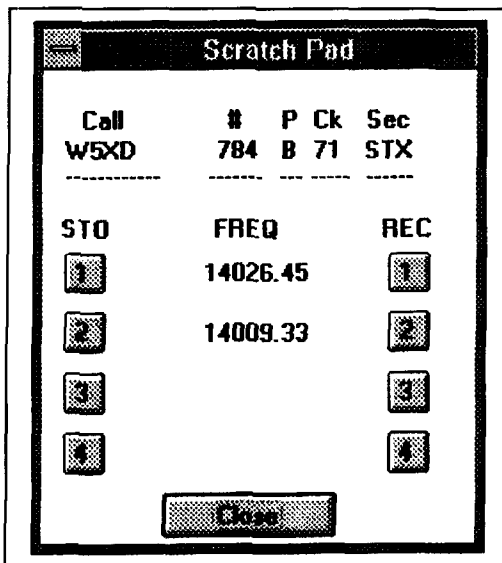 Scratch Pad
Call # P Ck Sec
W5XD 784 B 71 STX
STO FREQ REC
1 14026.45 1
2 14009.33 2
3 3
4 4
Close